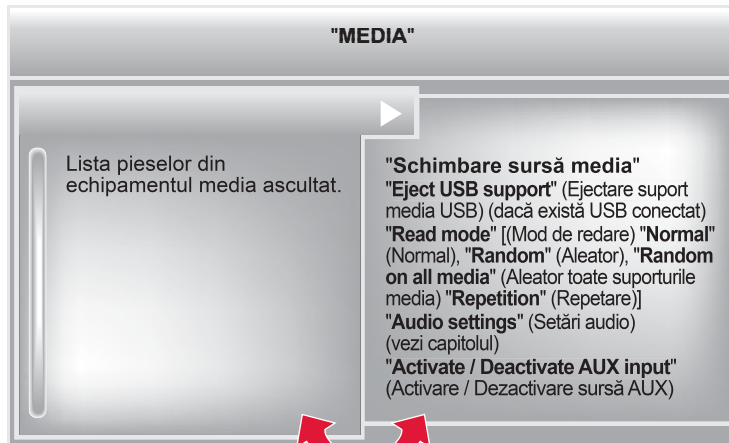 "MEDIA"
Lista pieselor din
echipamentul media ascultat.
"Schimbare sursă media"
"Eject USB support" (Ejectare suport
media USB) (dacă există USB conectat)
"Read mode" [(Mod de redare) "Normal"
(Normal), "Random" (Aleator), "Random
on all media" (Aleator toate suporturile
media) "Repetition" (Repetare)]
"Audio settings" (Setări audio)
(vezi capitolul)
"Activate / Deactivate AUX input"
(Activare / Dezactivare sursă AUX)